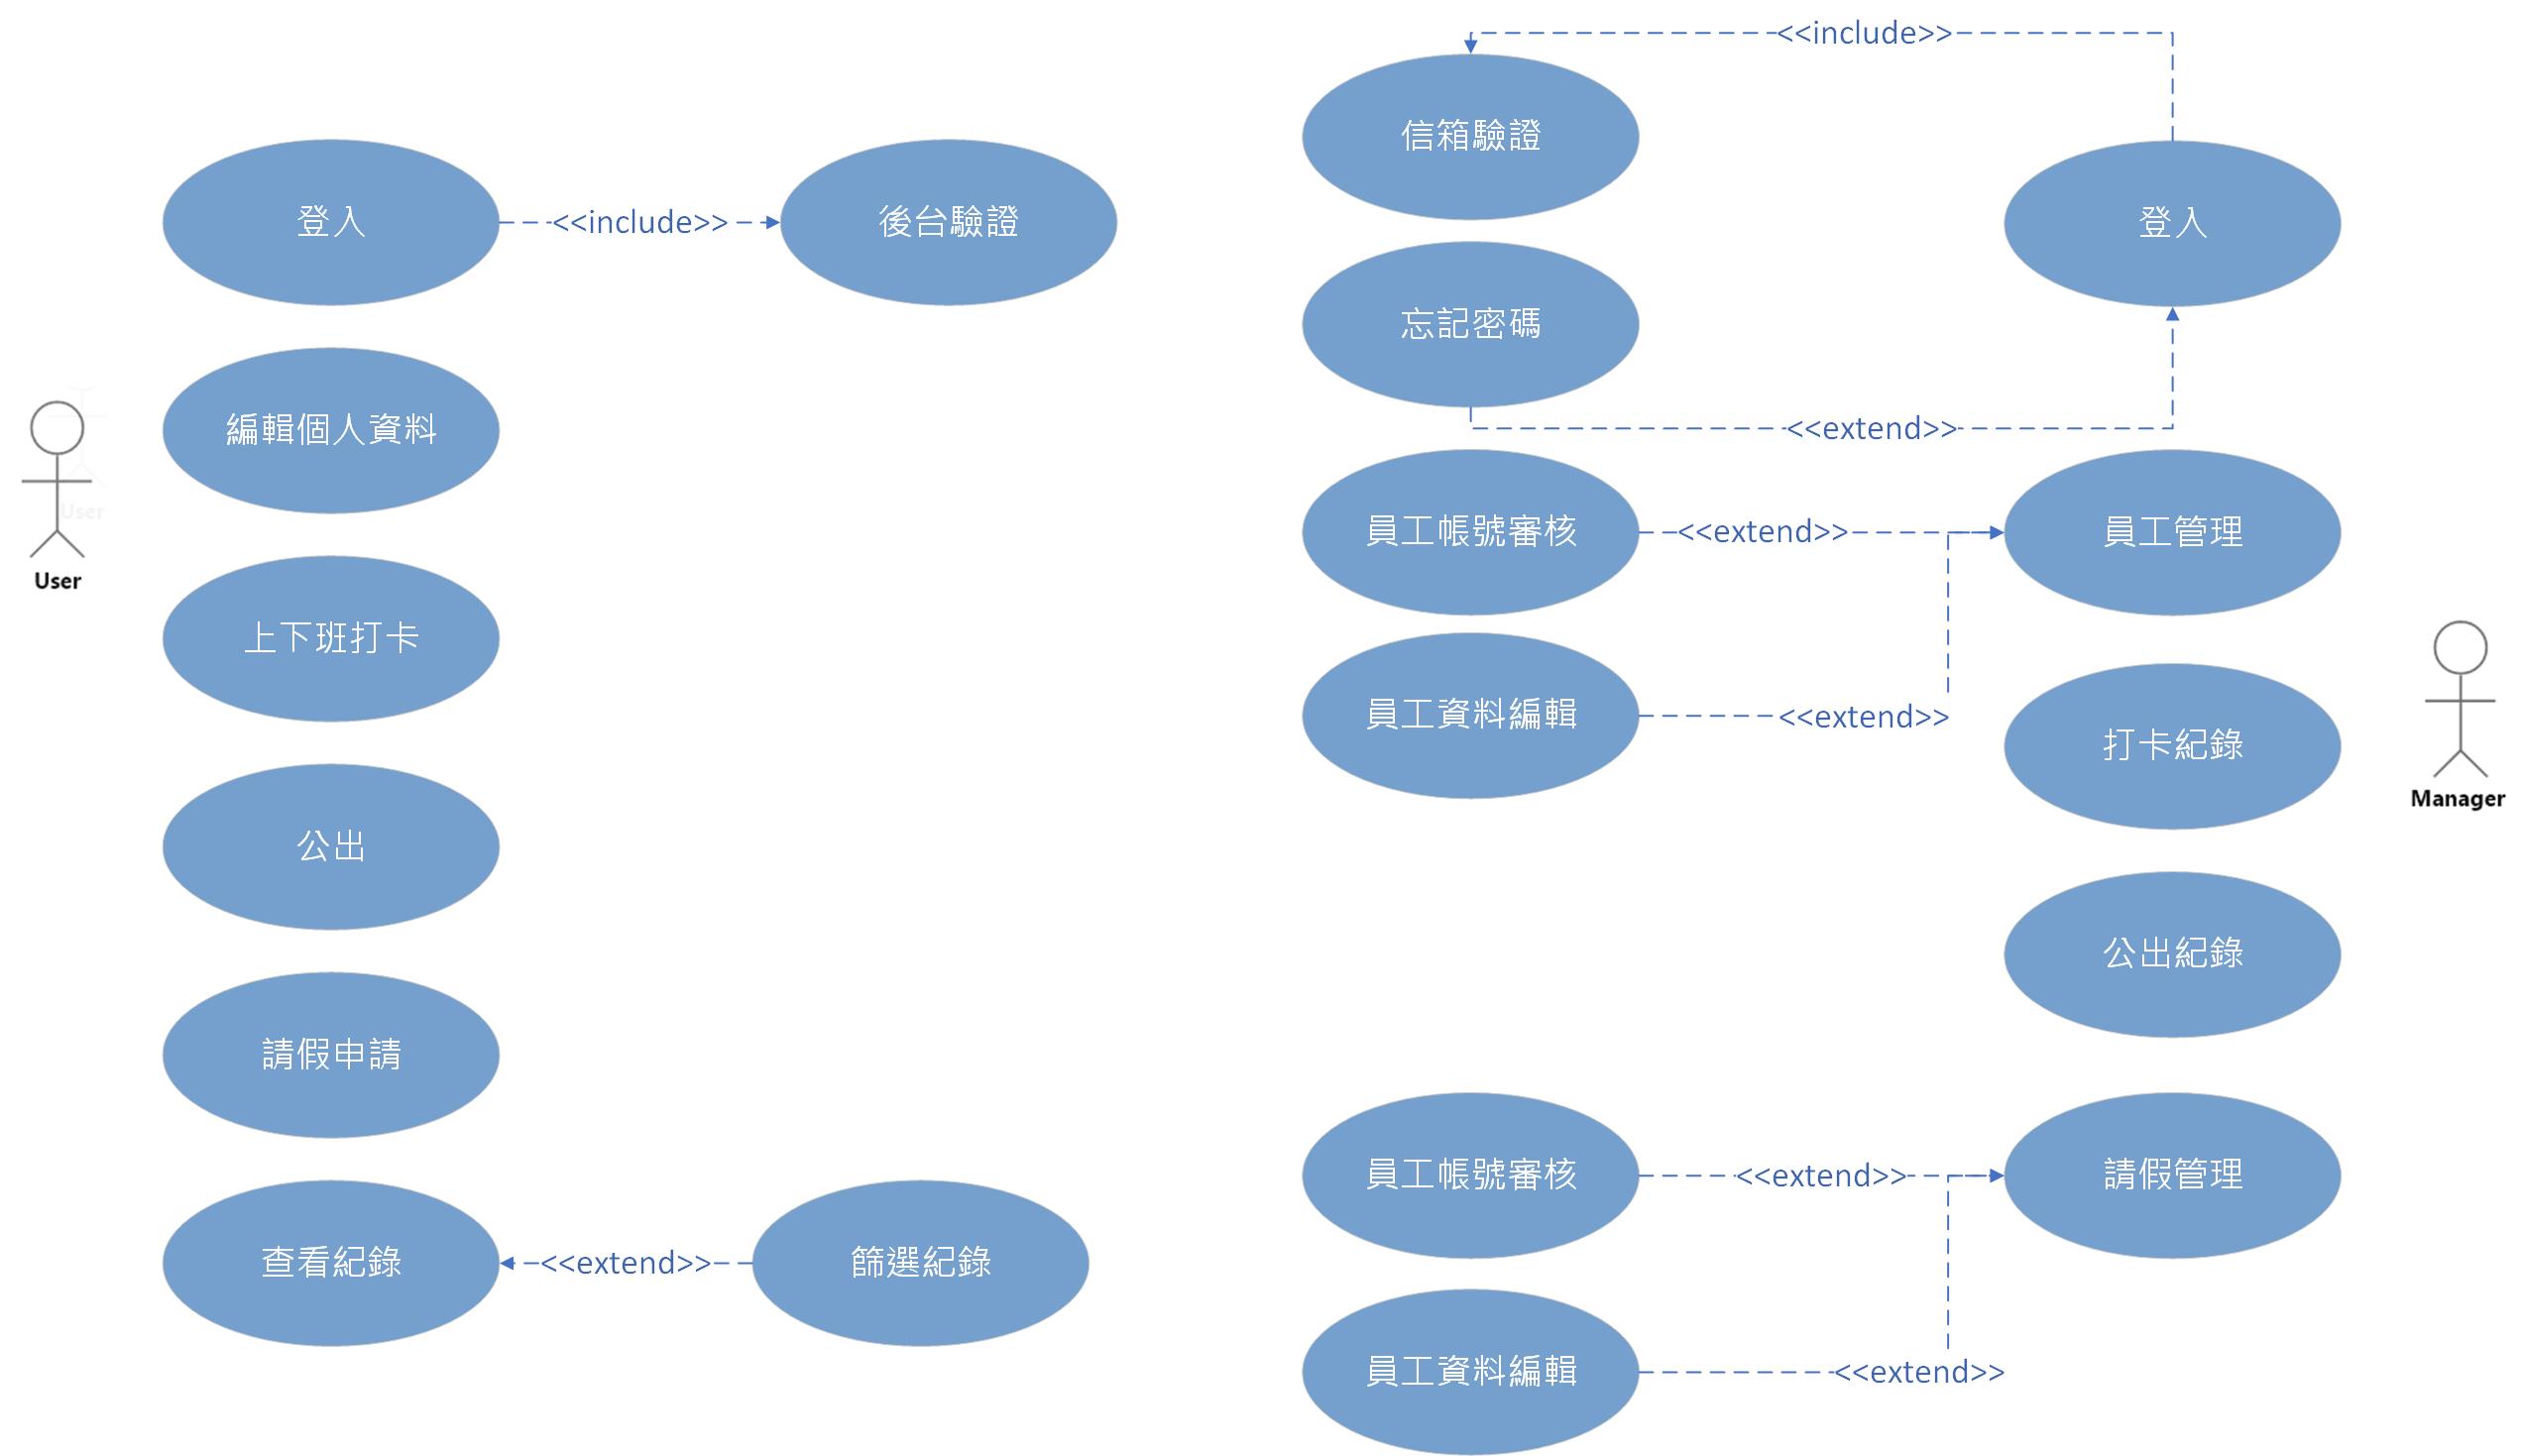 <<include>>
信箱驗證
登入
<<include>>
後台驗證
登入
忘記密碼
<<extend>>
編輯個人資料
User
User
員工帳號審核
<<extend>>
員工管理
上下班打卡
員工資料編輯
<<extend>>
打卡紀錄
Manager
公出
公出紀錄
請假申請
員工帳號審核
<<extend>>
請假管理
查看紀錄
<<extend>>
篩選紀錄
員工資料編輯
<<extend>>